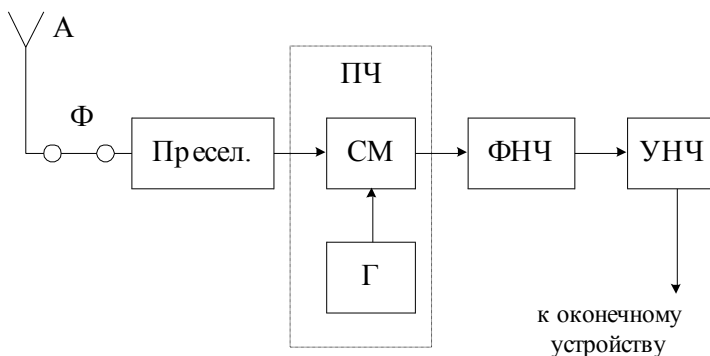 А
ПЧ
Ф
Пресел.
СМ
ФНЧ
УНЧ
Г
к оконечному
устройству